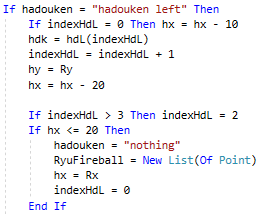 If hadouken = "hadouken left" Then
If indexHdL = 0 Then hx = hx - 10
hdk = hdL(indexHdL)
indexHdL = indexHdL + 1
hy = Ry
hx = hx - 20
If indexHdL > 3 Then indexHdL = 2
If hx <= 20 Then
hadouken = "nothing"
RyuFireball = New List(Of Point)
hx = Rx
indexHdL = 0
End If